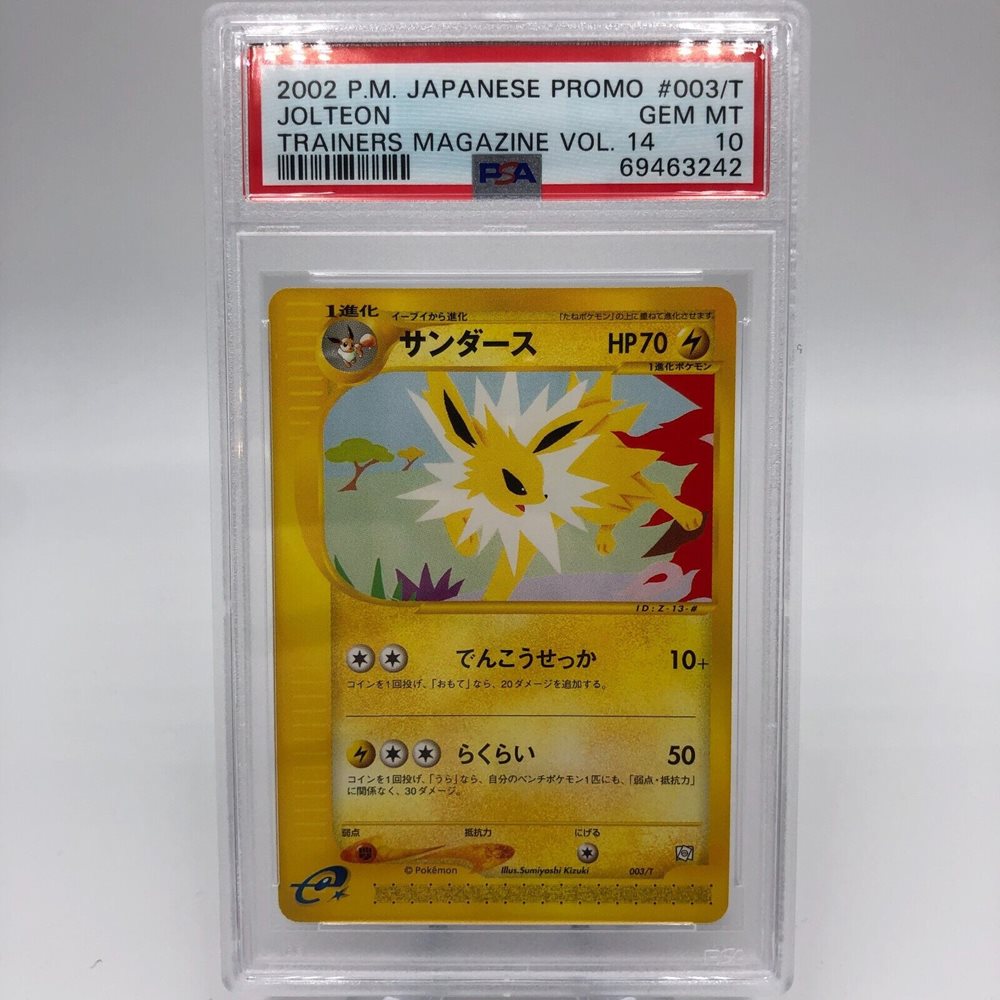 2002 P.M. JAPANESE PROMO #003/T
JOLTEON GEM MT
TRAINERS MAGAZINE VOL. 14 10
PSA 69463242
1進化 イーブイから進化 「たねポケモン」の上に重ねて進化させます
サンダース HP70
1進化ポケモン
ID:Z-13-#
でんこうせっか 10+
コインを1回投げ、「おもて」なら、20ダメージを追加する。
らくらい 50
コインを1回投げ、「うら」なら、自分のベンチポケモン1匹にも、「弱点・抵抗力」
に関係なく、30ダメージ。
弱点 抵抗力 にげる
©Pokémon Illus.Sumiyoshi Kizuki 003/T
e